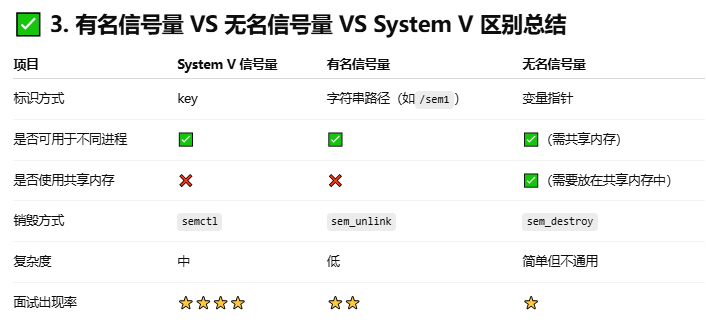 ✅ 3. 有名信号量 VS 无名信号量 VS System V 区别总结
项目 System V 信号量 有名信号量 无名信号量
标识方式 key 字符串路径（如 /sem1 ） 变量指针
是否可用于不同进程 ✅ ✅ ✅（需共享内存）
是否使用共享内存 ❌ ❌ ✅（需要放在共享内存中）
销毁方式 semctl sem_unlink sem_destroy
复杂度 中 低 简单但不通用
面试出现率 ⭐⭐⭐⭐ ⭐⭐ ⭐